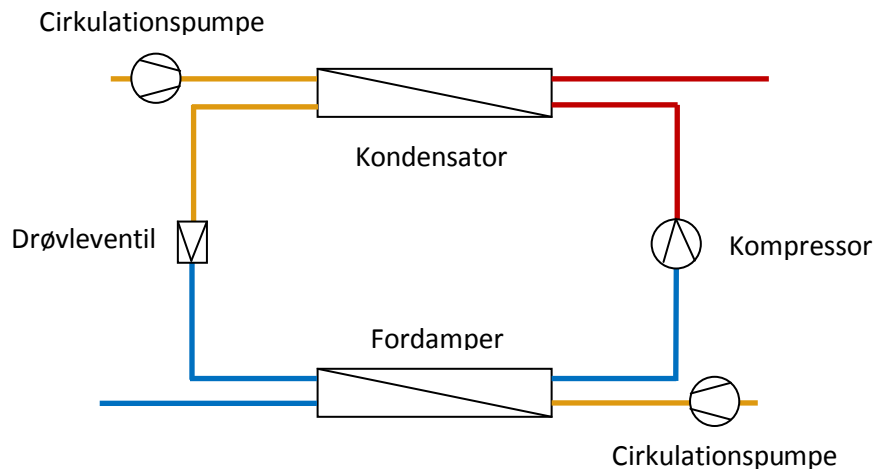 Cirkulationspumpe
Kondensator
Drøvleventil
Kompressor
Fordamper
Cirkulationspumpe